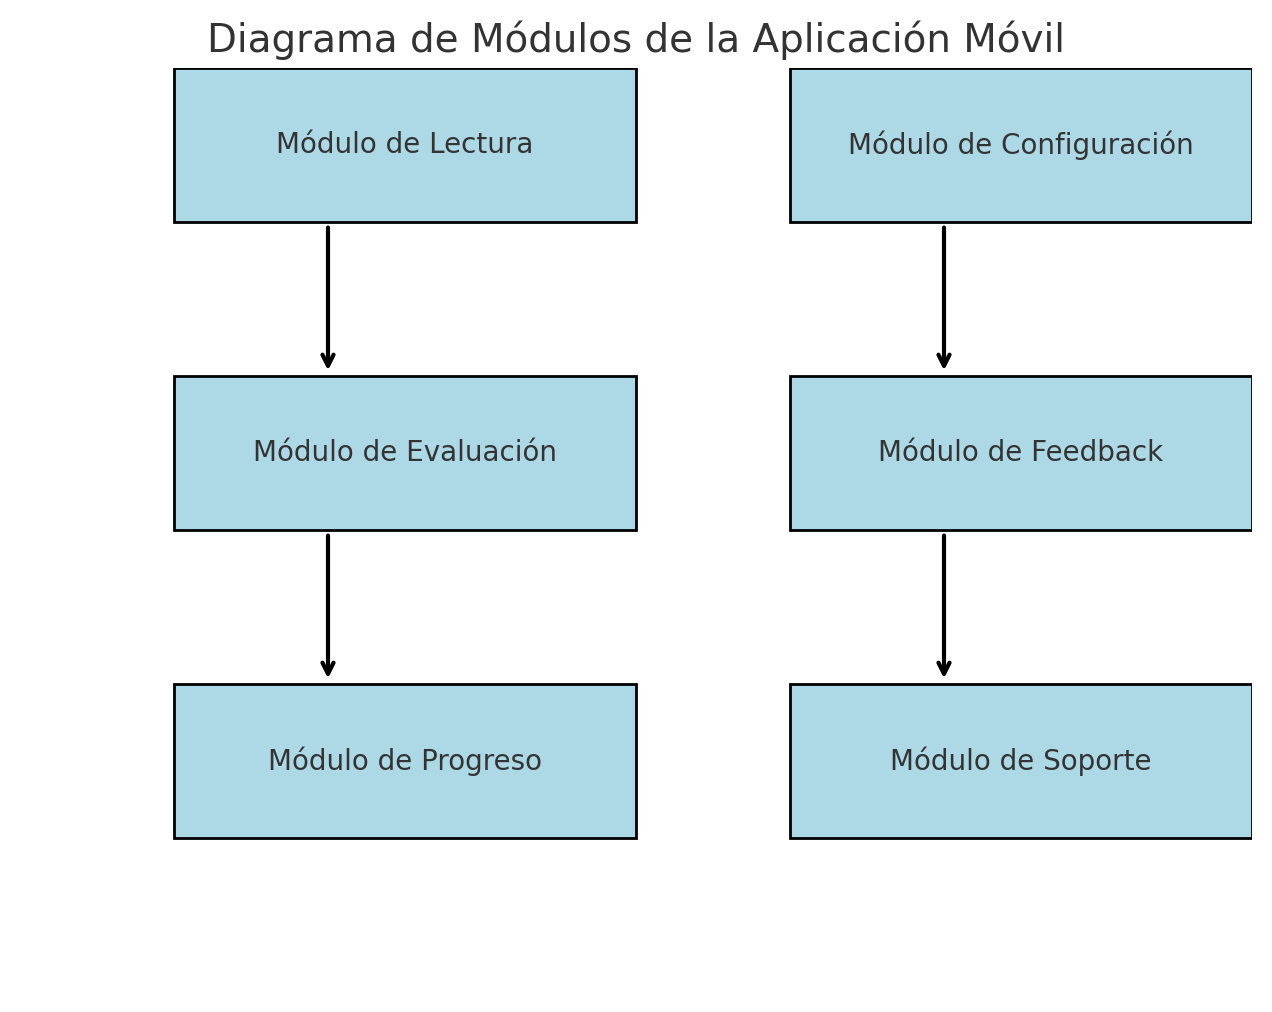 Diagrama de Módulos de la Aplicación Móvil
Módulo de Lectura
Módulo de Configuración
Módulo de Evaluación
Módulo de Feedback
Módulo de Progreso
Módulo de Soporte